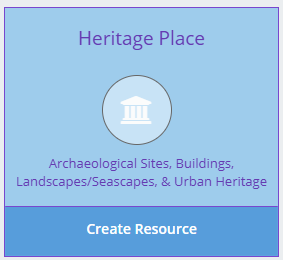 Heritage Place
Archaeological Sites, Buildings,
Landscapes/Seascapes, & Urban Heritage
Create Resource